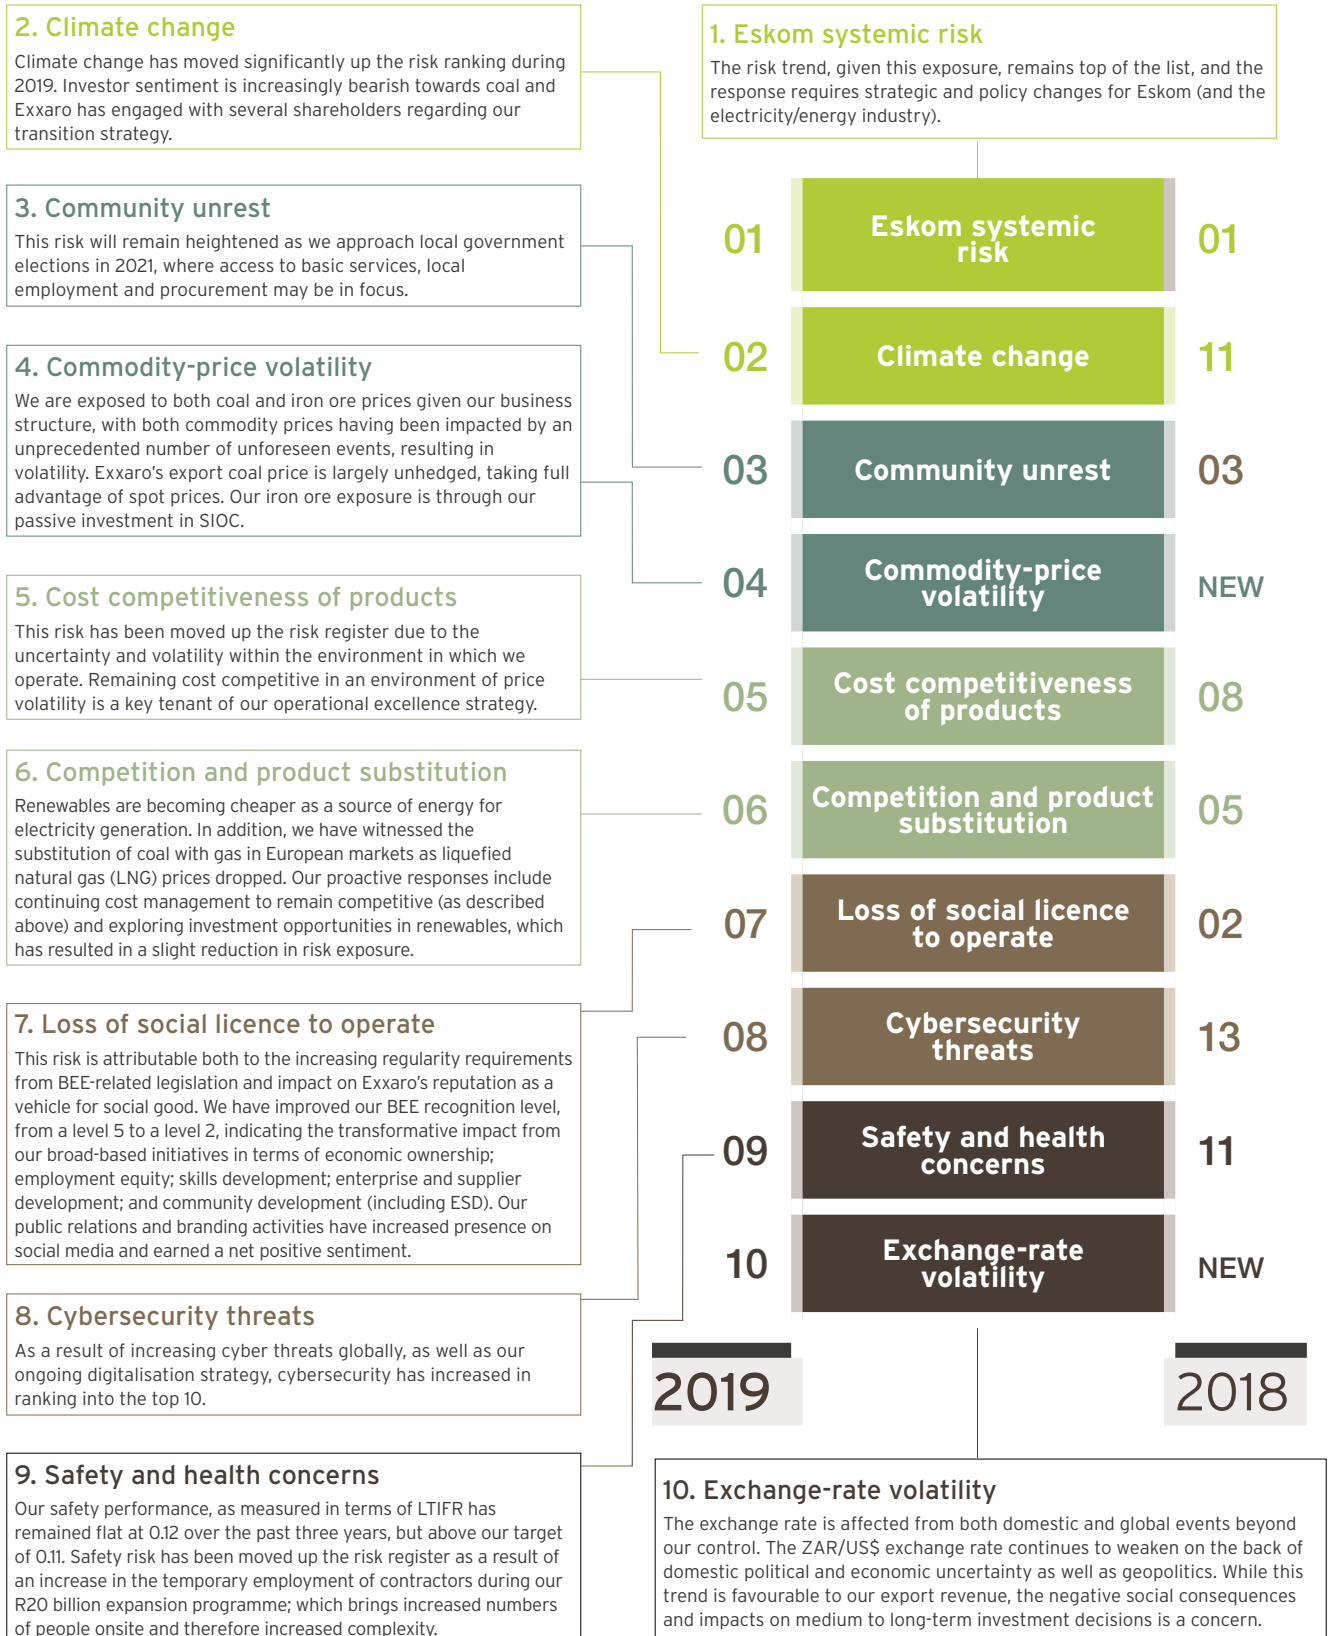 2. Climate change
Climate change has moved significantly up the risk ranking during
2019. Investor sentiment is increasingly bearish towards coal and
Exxaro has engaged with several shareholders regarding our
transition strategy.
1. Eskom systemic risk
The risk trend, given this exposure, remains top of the list, and the
response requires strategic and policy changes for Eskom (and the
electricity/energy industry).
3. Community unrest
This risk will remain heightened as we approach local government
elections in 2021, where access to basic services, local
employment and procurement may be in focus.
4. Commodity-price volatility
We are exposed to both coal and iron ore prices given our business
structure, with both commodity prices having been impacted by an
unprecedented number of unforeseen events, resulting in
volatility. Exxaro's export coal price is largely unhedged, taking full
advantage of spot prices. Our iron ore exposure is through our
passive investment in SIOC.
5. Cost competitiveness of products
This risk has been moved up the risk register due to the
uncertainty and volatility within the environment in which we
operate. Remaining cost competitive in an environment of price
volatility is a key tenant of our operational excellence strategy.
6. Competition and product substitution
Renewables are becoming cheaper as a source of energy for
electricity generation. In addition, we have witnessed the
substitution of coal with gas in European markets as liquefied
natural gas (LNG) prices dropped. Our proactive responses include
continuing cost management to remain competitive (as described
above) and exploring investment opportunities in renewables, which
has resulted in a slight reduction in risk exposure.
7. Loss of social licence to operate
This risk is attributable both to the increasing regularity requirements
from BEE-related legislation and impact on Exxaro's reputation as a
vehicle for social good. We have improved our BEE recognition level,
from a level 5 to a level 2, indicating the transformative impact from
our broad-based initiatives in terms of economic ownership;
employment equity; skills development; enterprise and supplier
development; and community development (including ESD). Our
public relations and branding activities have increased presence on
social media and earned a net positive sentiment.
8. Cybersecurity threats
As a result of increasing cyber threats globally, as well as our
ongoing digitalisation strategy, cybersecurity has increased in
ranking into the top 10.
9. Safety and health concerns
Our safety performance, as measured in terms of LTIFR has
remained flat at 0.12 over the past three years, but above our target
of 0.11. Safety risk has been moved up the risk register as a result of
an increase in the temporary employment of contractors during our
R20 billion expansion programme; which brings increased numbers
of people onsite and therefore increased complexity.
01 Eskom systemic 01
risk
02 Climate change 11
03 Community unrest 03
04 Commodity-price NEW
volatility
05 Cost competitiveness 08
of products
06 Competition and product 05
substitution
07 Loss of social licence 02
to operate
08 Cybersecurity 13
threats
09 Safety and health 11
concerns
10 Exchange-rate NEW
volatility
2019 2018
10. Exchange-rate volatility
The exchange rate is affected from both domestic and global events beyond
our control. The ZAR/US$ exchange rate continues to weaken on the back of
domestic political and economic uncertainty as well as geopolitics. While this
trend is favourable to our export revenue, the negative social consequences
and impacts on medium to long-term investment decisions is a concern.